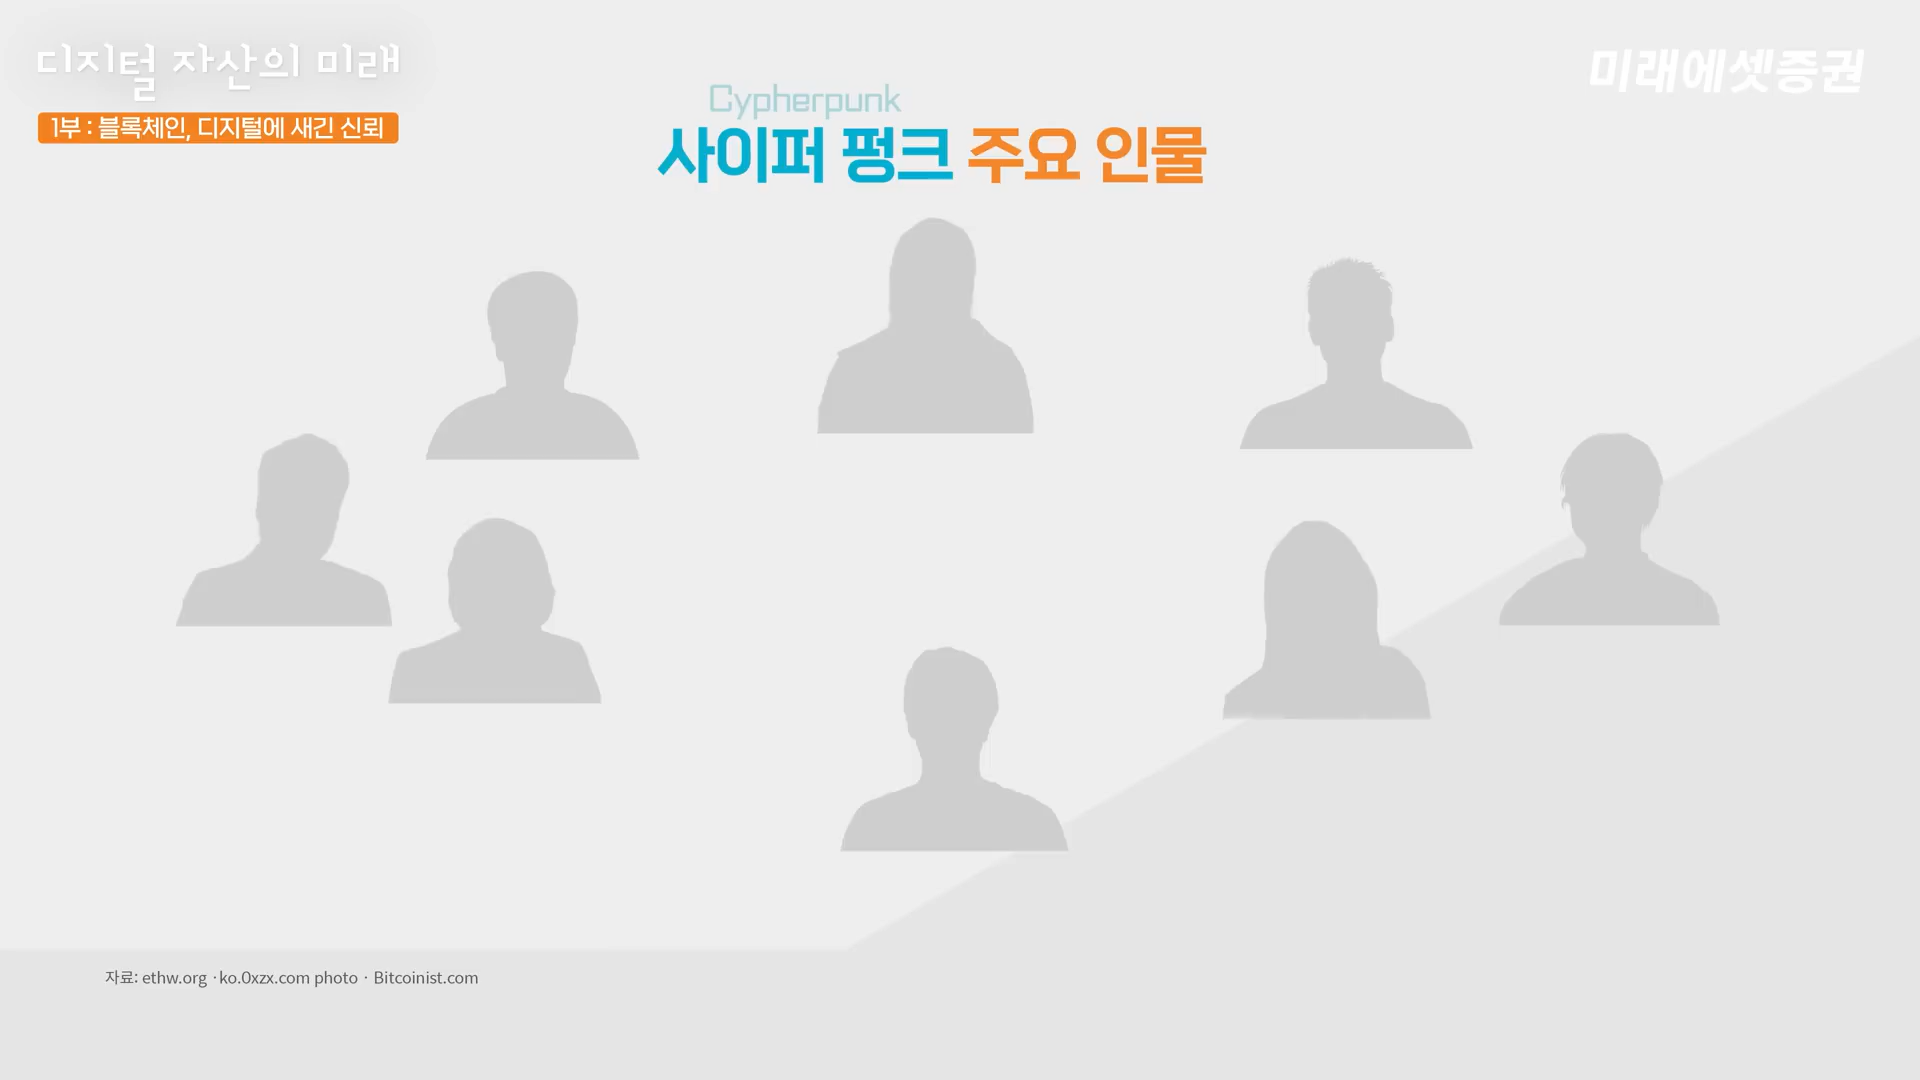 디지털 자산의 미래
1부 : 블록체인, 디지털에 새긴 신뢰
미래에셋증권
Cypherpunk
사이퍼 펑크 주요 인물
자료: ethw.org · ko.0xzx.com photo · Bitcoinist.com